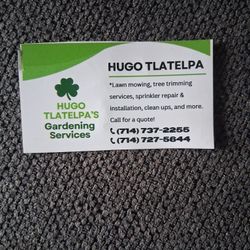 HUGO TLATELPA
*Lawn mowing, tree trimming
services, sprinkler repair &
installation, clean ups, and more.
Call for a quote!
(714) 737-2255
(714) 727-5644
HUGO
TLATELPA'S
Gardening
Services